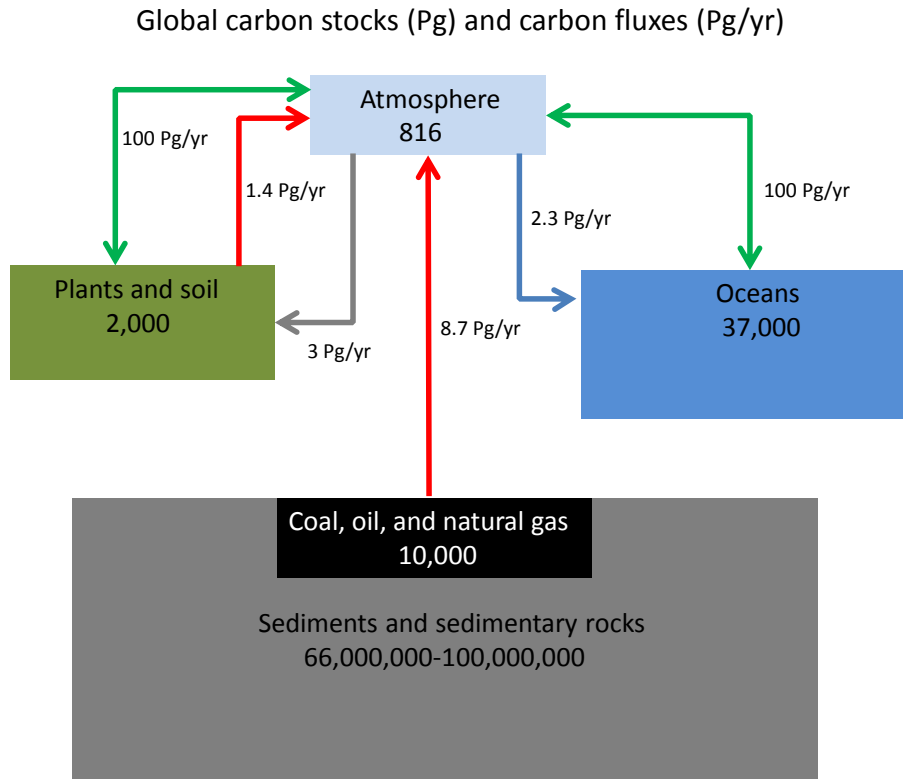 Global carbon stocks (Pg) and carbon fluxes (Pg/yr)
Atmosphere
816
100 Pg/yr
1.4 Pg/yr
2.3 Pg/yr
100 Pg/yr
Plants and soil
2,000
3 Pg/yr
8.7 Pg/yr
Oceans
37,000
Coal, oil, and natural gas
10,000
Sediments and sedimentary rocks
66,000,000-100,000,000